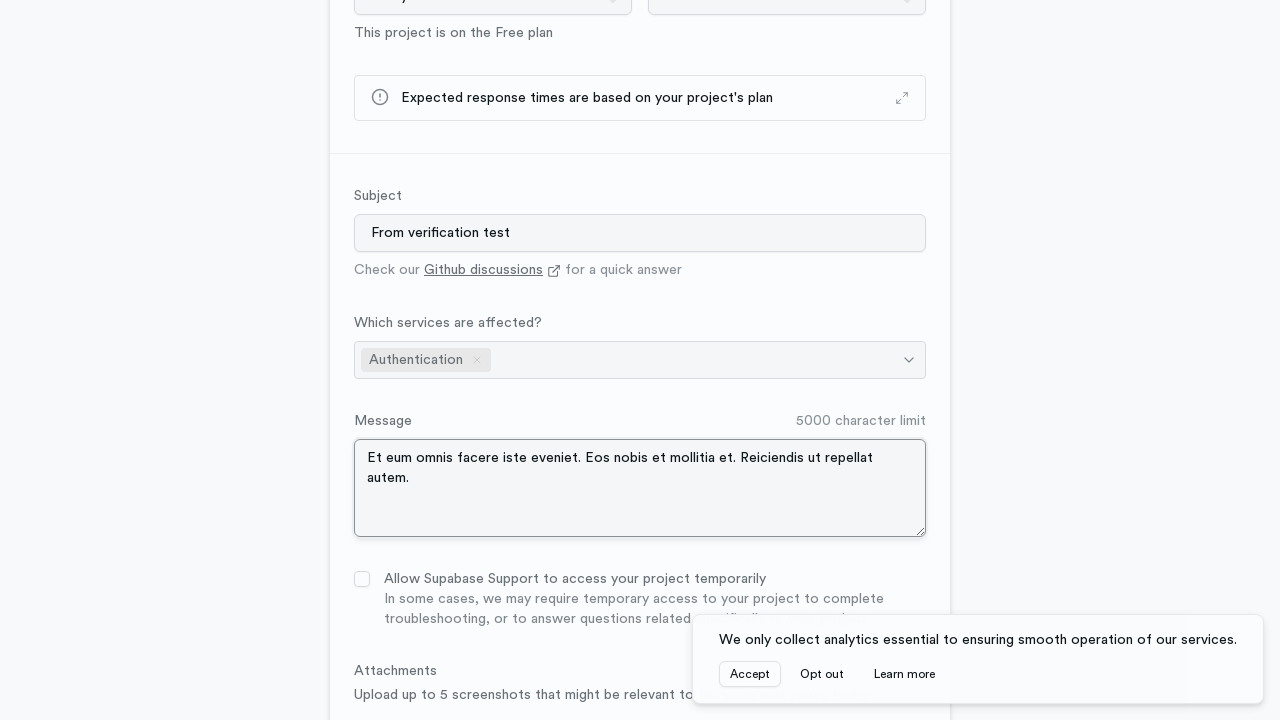 This project is on the Free plan
Expected response times are based on your project's plan
Subject
From verification test
Check our Github discussions for a quick answer
Which services are affected?
Authentication
Message
5000 character limit
Et eum omnis facere iste eveniet. Eos nobis et mollitia et. Reiciendis ut repellat
autem.
Allow Supabase Support to access your project temporarily
In some cases, we may require temporary access to your project to complete
troubleshooting, or to answer questions related
We only collect analytics essential to ensuring smooth operation of our services.
Accept
Opt out
Learn more
Attachments
Upload up to 5 screenshots that might be relevant to